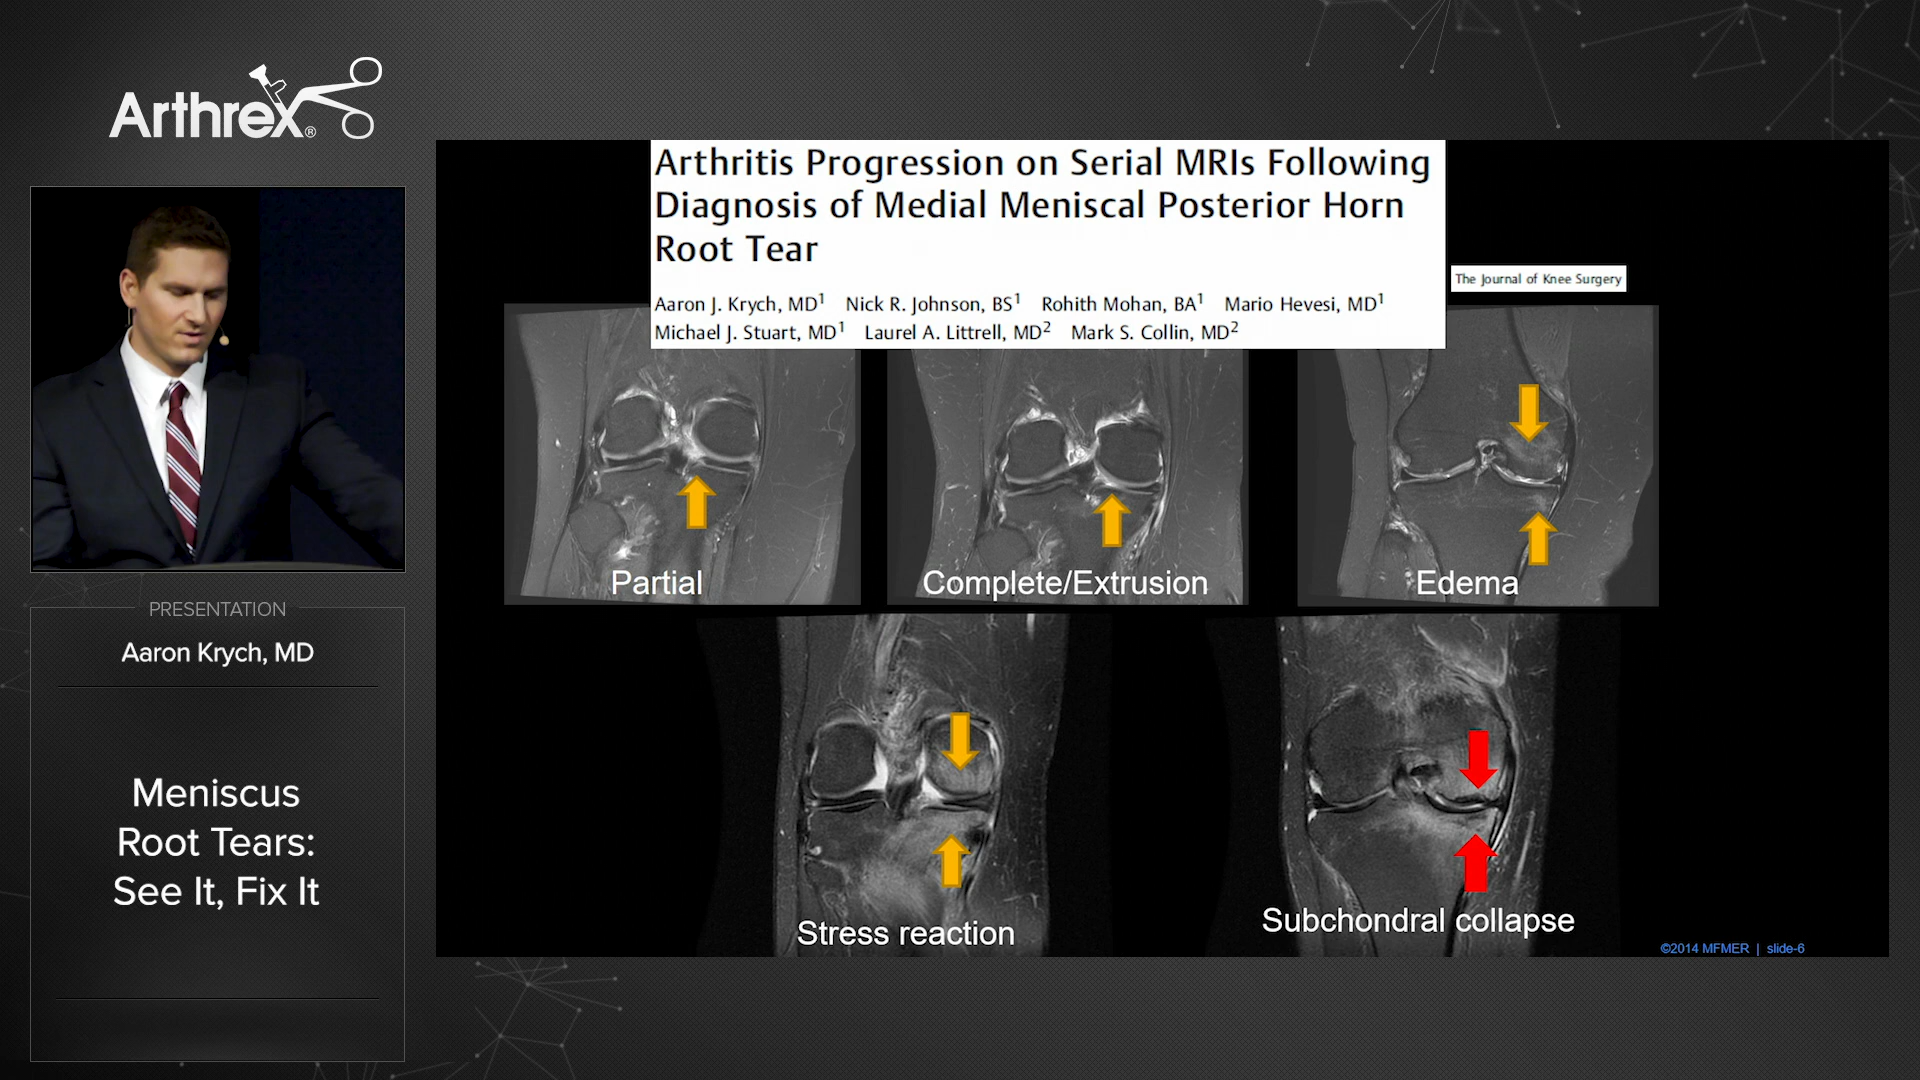 Arthrex®
PRESENTATION
Aaron Krych, MD
Meniscus
Root Tears:
See It, Fix It
Arthritis Progression on Serial MRIs Following
Diagnosis of Medial Meniscal Posterior Horn
Root Tear
Aaron J. Krych, MD1 Nick R. Johnson, BS1 Rohith Mohan, BA1 Mario Hevesi, MD1
Michael J. Stuart, MD1 Laurel A. Littrell, MD2 Mark S. Collin, MD2
The Journal of Knee Surgery
Partial
Complete/Extrusion
Edema
Stress reaction
Subchondral collapse
©2014 MFMER | slide-6